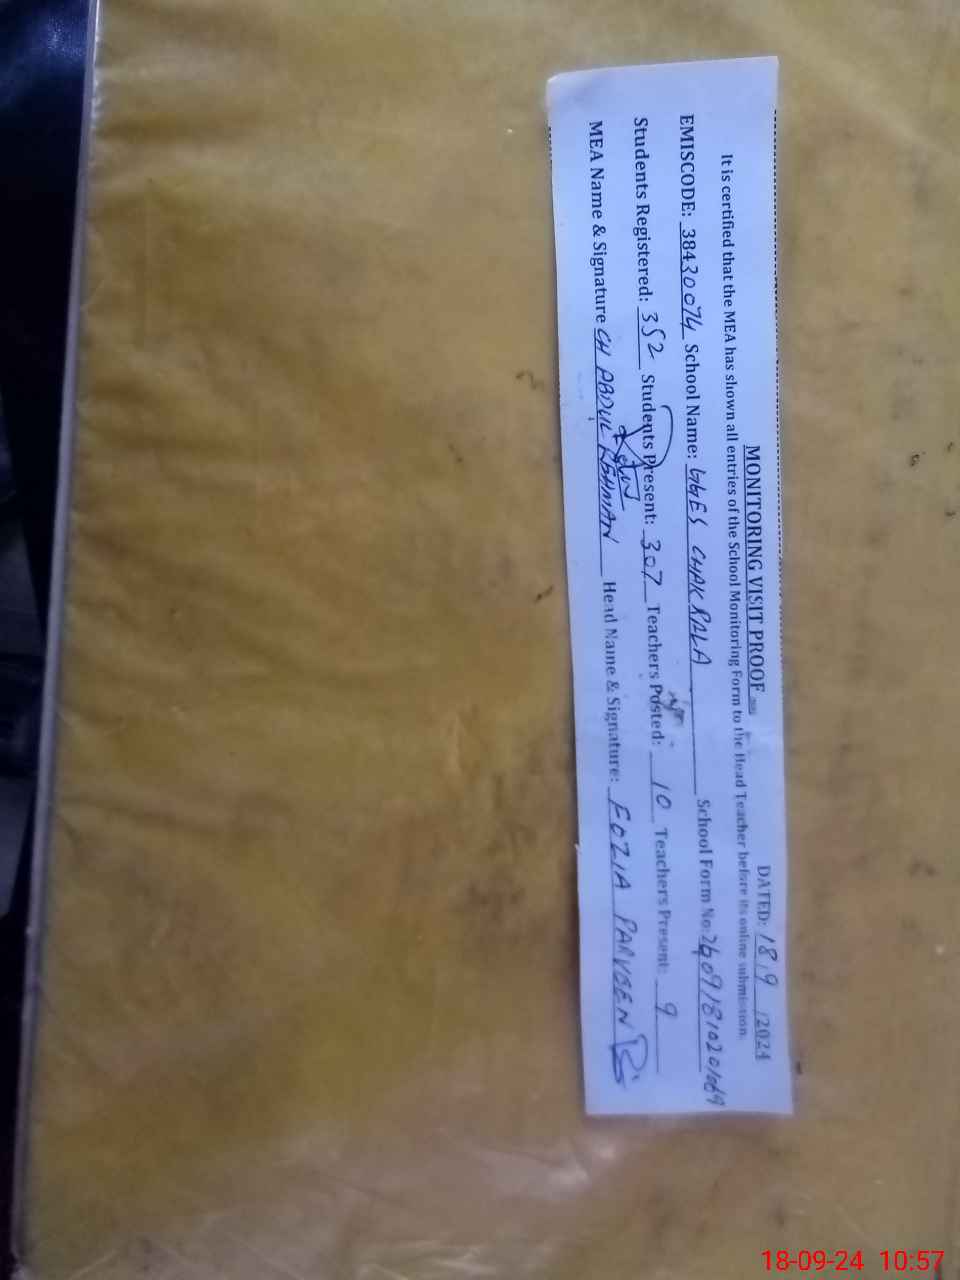 MONITORING VISIT PROOF DATED: 18/9/2024
It is certified that the MEA has shown all entries of the School Monitoring Form to the Head Teacher before its online submission.
EMISCODE: 38430074 School Name: GGES CHAKRALA School Form No:
Students Registered: 352 Students Present: 307 Teachers Posted: 10 Teachers Present: 9
MEA Name & Signature CH ABDUL REHMAN Head Name & Signature: FOZIA PARVEEN
18-09-24 10:57